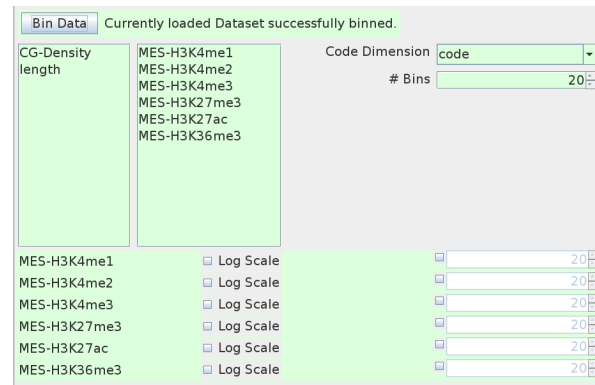 Bin Data Currently loaded Dataset successfully binned.
CG-Density
length
MES-H3K4me1
MES-H3K4me2
MES-H3K4me3
MES-H3K27me3
MES-H3K27ac
MES-H3K36me3
Code Dimension code
# Bins 20
MES-H3K4me1 Log Scale 20
MES-H3K4me2 Log Scale 20
MES-H3K4me3 Log Scale 20
MES-H3K27me3 Log Scale 20
MES-H3K27ac Log Scale 20
MES-H3K36me3 Log Scale 20